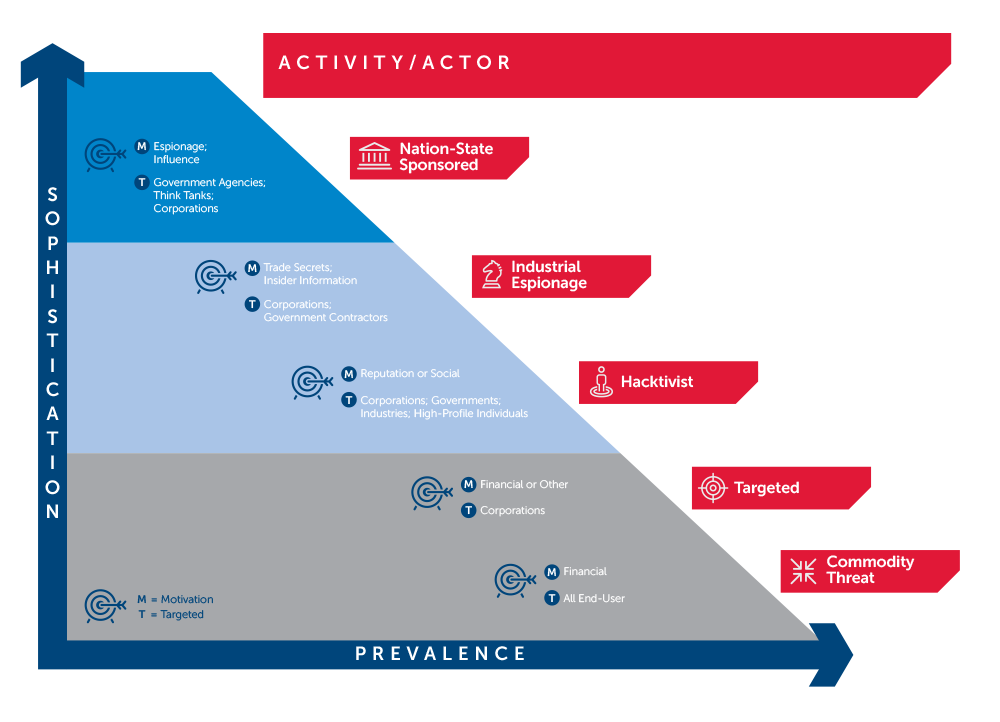 ACTIVITY/ACTOR
SOPHISTICATION
M Espionage;
Influence
T Government Agencies;
Think Tanks;
Corporations
Nation-State
Sponsored
M Trade Secrets;
Insider Information
T Corporations;
Government Contractors
Industrial
Espionage
M Reputation or Social
T Corporations; Governments;
Industries; High-Profile Individuals
Hacktivist
M Financial or Other
T Corporations
Targeted
M Financial
T All End-User
Commodity
Threat
M = Motivation
T = Targeted
PREVALENCE